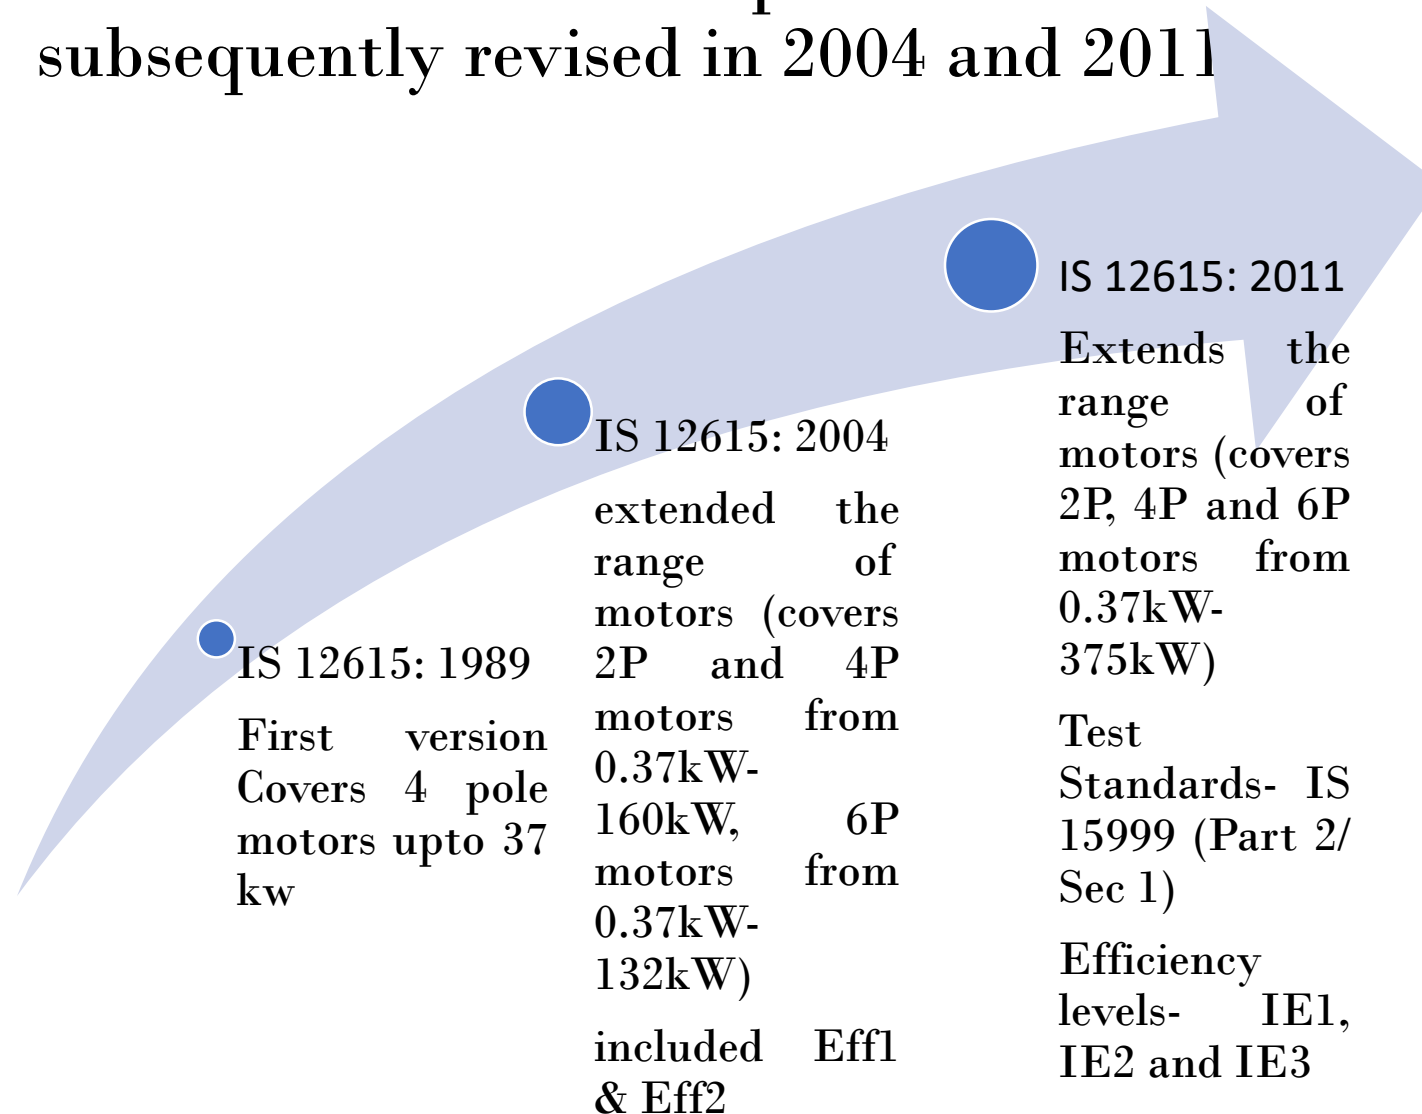 subsequently revised in 2004 and 2011
IS 12615: 1989
First version
Covers 4 pole
motors upto 37
kw
IS 12615: 2004
extended the
range of
motors (covers
2P and 4P
motors from
0.37kW-
160kW, 6P
motors from
0.37kW-
132kW)
included Eff1
& Eff2
IS 12615: 2011
Extends the
range of
motors (covers
2P, 4P and 6P
motors from
0.37kW-
375kW)
Test
Standards- IS
15999 (Part 2/
Sec 1)
Efficiency
levels- IE1,
IE2 and IE3